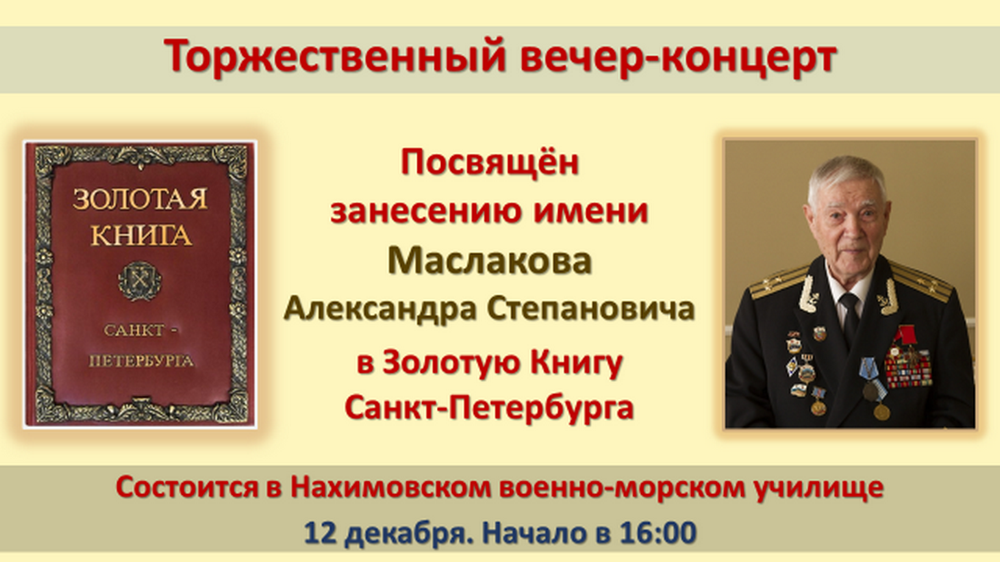 Торжественный вечер-концерт
ЗОЛОТАЯ
КНИГА
САНКТ -
ПЕТЕРБУРГА
Посвящён
занесению имени
Маслакова
Александра Степановича
в Золотую Книгу
Санкт-Петербурга
Состоится в Нахимовском военно-морском училище
12 декабря. Начало в 16:00